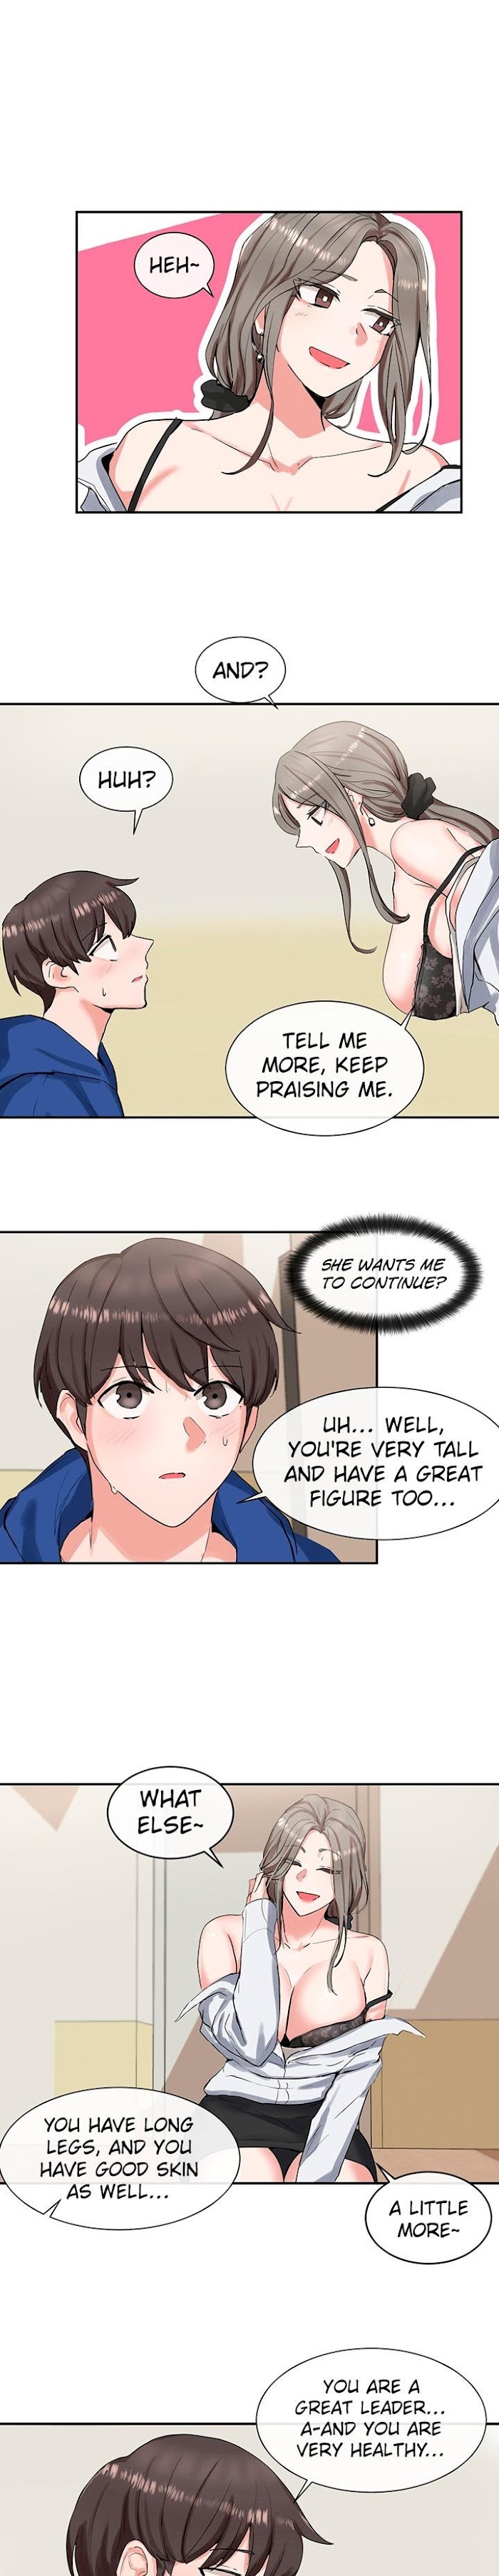 HEH~
AND?
HUH?
TELL ME
MORE, KEEP
PRAISING ME.
SHE WANTS ME
TO CONTINUE?
UH... WELL,
YOU'RE VERY TALL
AND HAVE A GREAT
FIGURE TOO...
WHAT
ELSE~
YOU HAVE LONG
LEGS, AND YOU
HAVE GOOD SKIN
AS WELL...
A LITTLE
MORE~
YOU ARE A
GREAT LEADER...
A-AND YOU ARE
VERY HEALTHY...